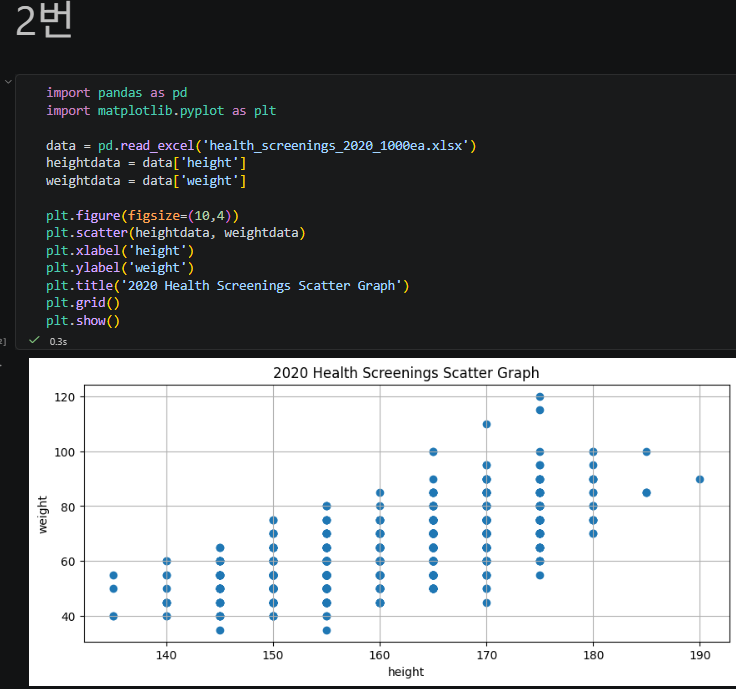 2번
import pandas as pd
import matplotlib.pyplot as plt
data = pd.read_excel('health_screenings_2020_1000ea.xlsx')
heightdata = data['height']
weightdata = data['weight']
plt.figure(figsize=(10,4))
plt.scatter(heightdata, weightdata)
plt.xlabel('height')
plt.ylabel('weight')
plt.title('2020 Health Screenings Scatter Graph')
plt.grid()
plt.show()
0.3s
2020 Health Screenings Scatter Graph
120
100
80
60
40
weight
140 150 160 170 180 190
height